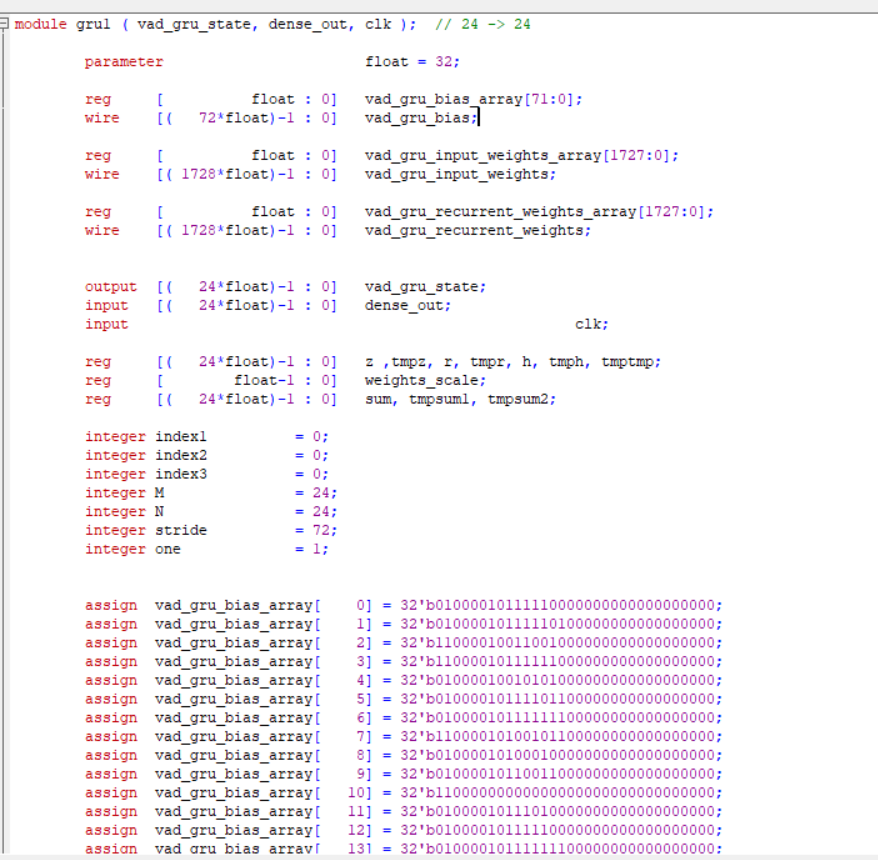 module gru1 ( vad_gru_state, dense_out, clk );  // 24 -> 24
parameter float = 32;
reg [ float : 0] vad_gru_bias_array[71:0];
wire [( 72*float)-1 : 0] vad_gru_bias;
reg [ float : 0] vad_gru_input_weights_array[1727:0];
wire [( 1728*float)-1 : 0] vad_gru_input_weights;
reg [ float : 0] vad_gru_recurrent_weights_array[1727:0];
wire [( 1728*float)-1 : 0] vad_gru_recurrent_weights;
output [( 24*float)-1 : 0] vad_gru_state;
input [( 24*float)-1 : 0] dense_out;
input clk;
reg [( 24*float)-1 : 0] z ,tmpz, r, tmpr, h, tmph, tmptmp;
reg [ float-1 : 0] weights_scale;
reg [( 24*float)-1 : 0] sum, tmpsum1, tmpsum2;
integer index1 = 0;
integer index2 = 0;
integer index3 = 0;
integer M = 24;
integer N = 24;
integer stride = 72;
integer one = 1;
assign vad_gru_bias_array[ 0] = 32'b01000010111110000000000000000000;
assign vad_gru_bias_array[ 1] = 32'b01000010111110100000000000000000;
assign vad_gru_bias_array[ 2] = 32'b11000010011001000000000000000000;
assign vad_gru_bias_array[ 3] = 32'b11000010111111000000000000000000;
assign vad_gru_bias_array[ 4] = 32'b01000010010101000000000000000000;
assign vad_gru_bias_array[ 5] = 32'b01000010111101100000000000000000;
assign vad_gru_bias_array[ 6] = 32'b01000010111111100000000000000000;
assign vad_gru_bias_array[ 7] = 32'b11000010100101100000000000000000;
assign vad_gru_bias_array[ 8] = 32'b01000010100010000000000000000000;
assign vad_gru_bias_array[ 9] = 32'b01000010110011000000000000000000;
assign vad_gru_bias_array[ 10] = 32'b11000000000000000000000000000000;
assign vad_gru_bias_array[ 11] = 32'b01000010111010000000000000000000;
assign vad_gru_bias_array[ 12] = 32'b01000010111110000000000000000000;
assign vad_gru_bias_array[ 13] = 32'b01000010111111100000000000000000;